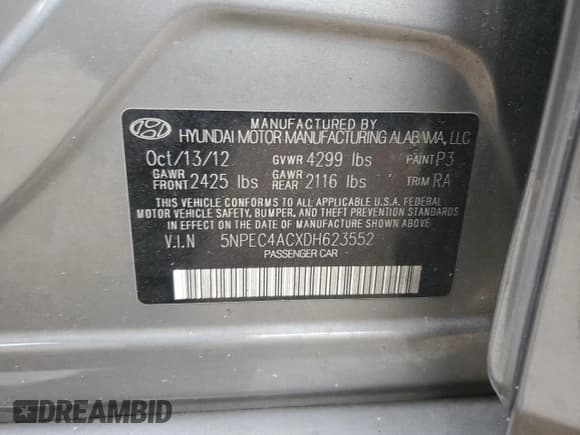 MANUFACTURED BY
HYUNDAI MOTOR MANUFACTURING ALABAMA, LLC
Oct/13/12 GVWR 4299 lbs PAINT P3
GAWR FRONT 2425 lbs GAWR REAR 2116 lbs TRIM RA
THIS VEHICLE CONFORMS TO ALL APPLICABLE U.S.A. FEDERAL
MOTOR VEHICLE SAFETY, BUMPER, AND THEFT PREVENTION STANDARDS
IN EFFECT ON THE DATE OF MANUFACTURE SHOWN ABOVE
V.I.N 5NPEC4ACXDH623552
PASSENGER CAR
DREAMBID